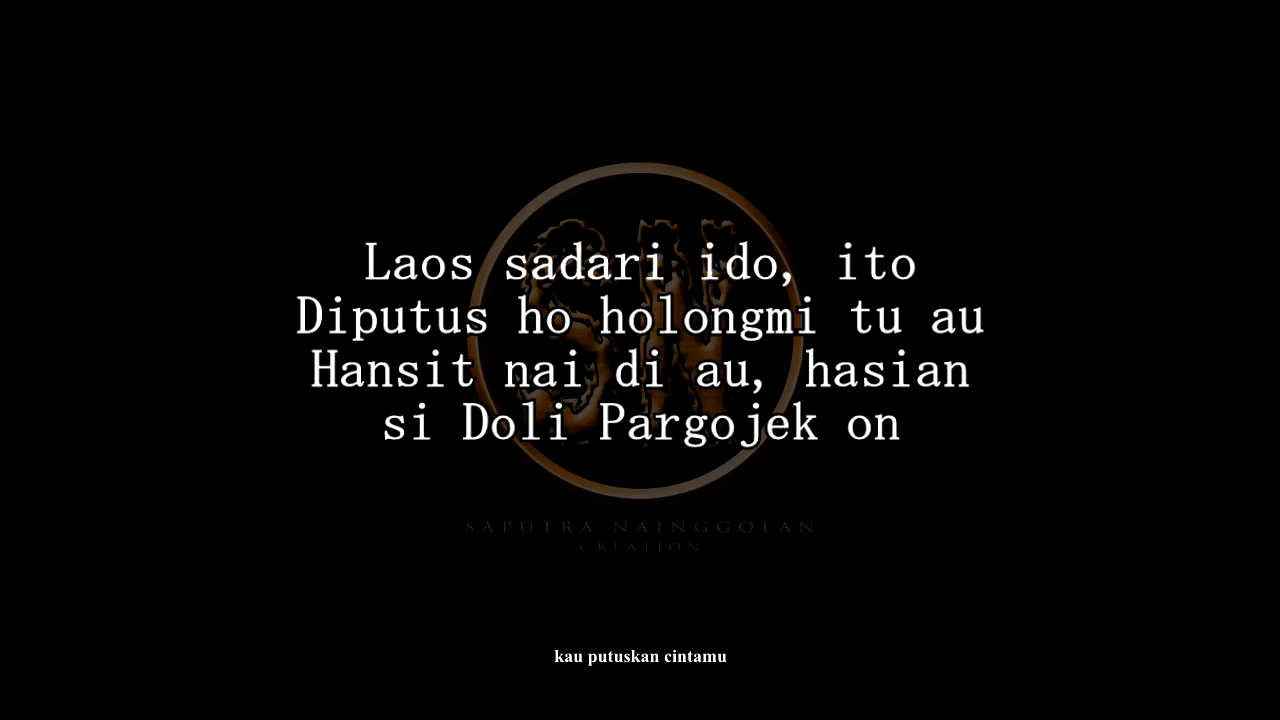 Laos sadari ido, ito
Diputus ho holongmi tu au
Hansit nai di au, hasian
si Doli Pargojek on
SAPUTRA NAINGGOLAN
CREATION
kau putuskan cintamu